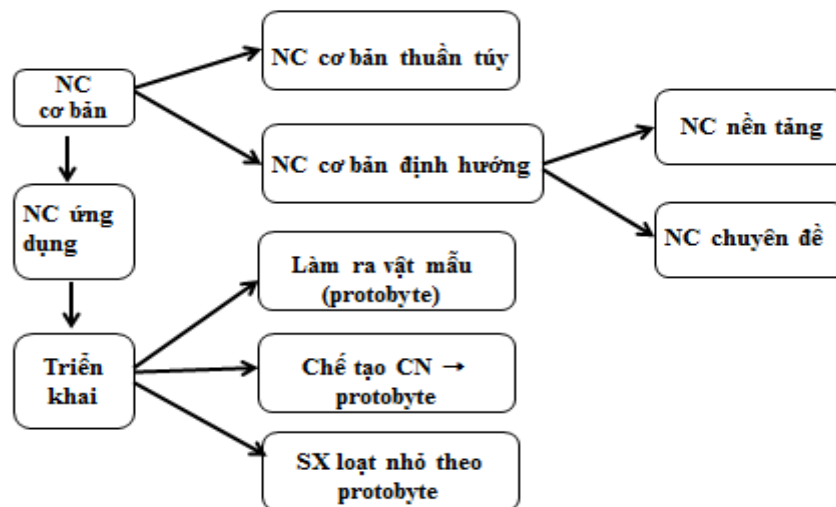 NC cơ bản thuần túy
NC
cơ bản
NC nền tảng
NC cơ bản định hướng
NC ứng
dụng
NC chuyên đề
Làm ra vật mẫu
(protobyte)
Triển
khai
Chế tạo CN →
protobyte
SX loạt nhỏ theo
protobyte